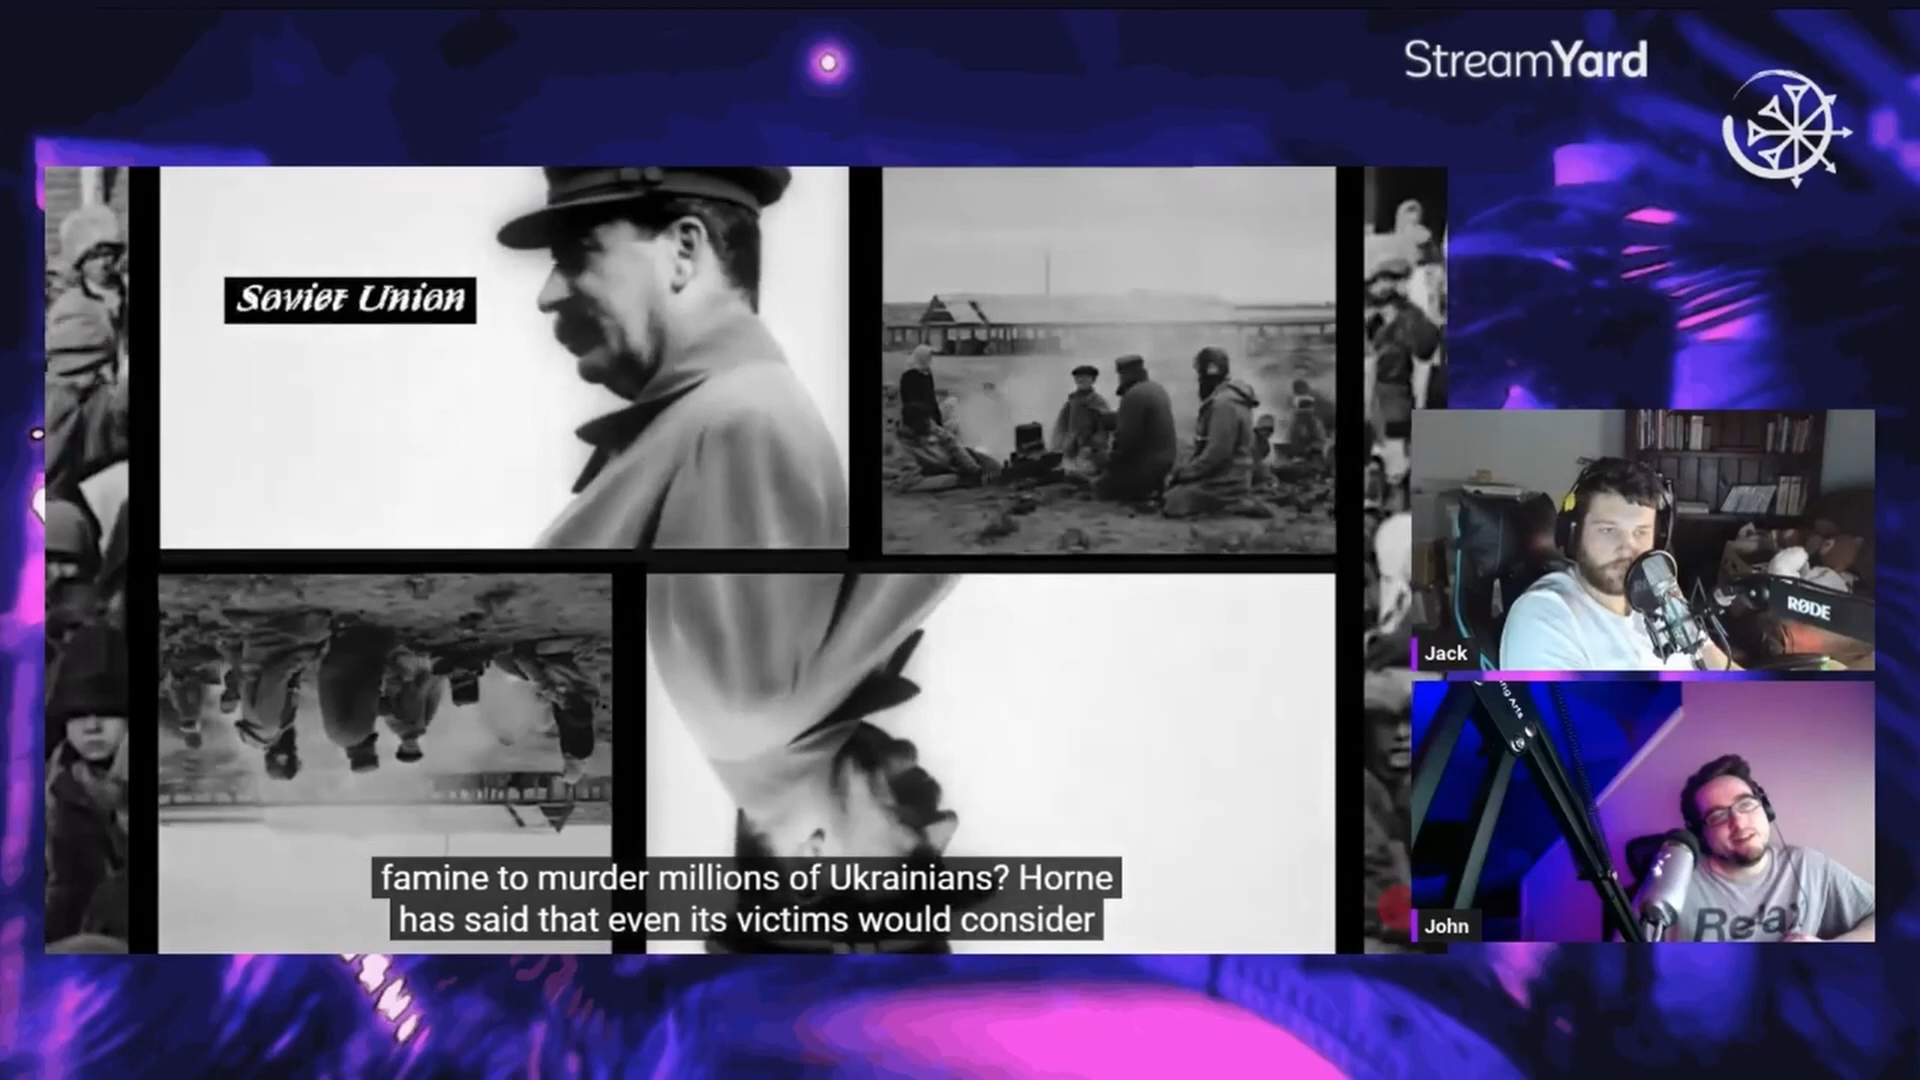 StreamYard
Soviet Union
famine to murder millions of Ukrainians? Horne
has said that even its victims would consider
RØDE
Jack
Relax
John